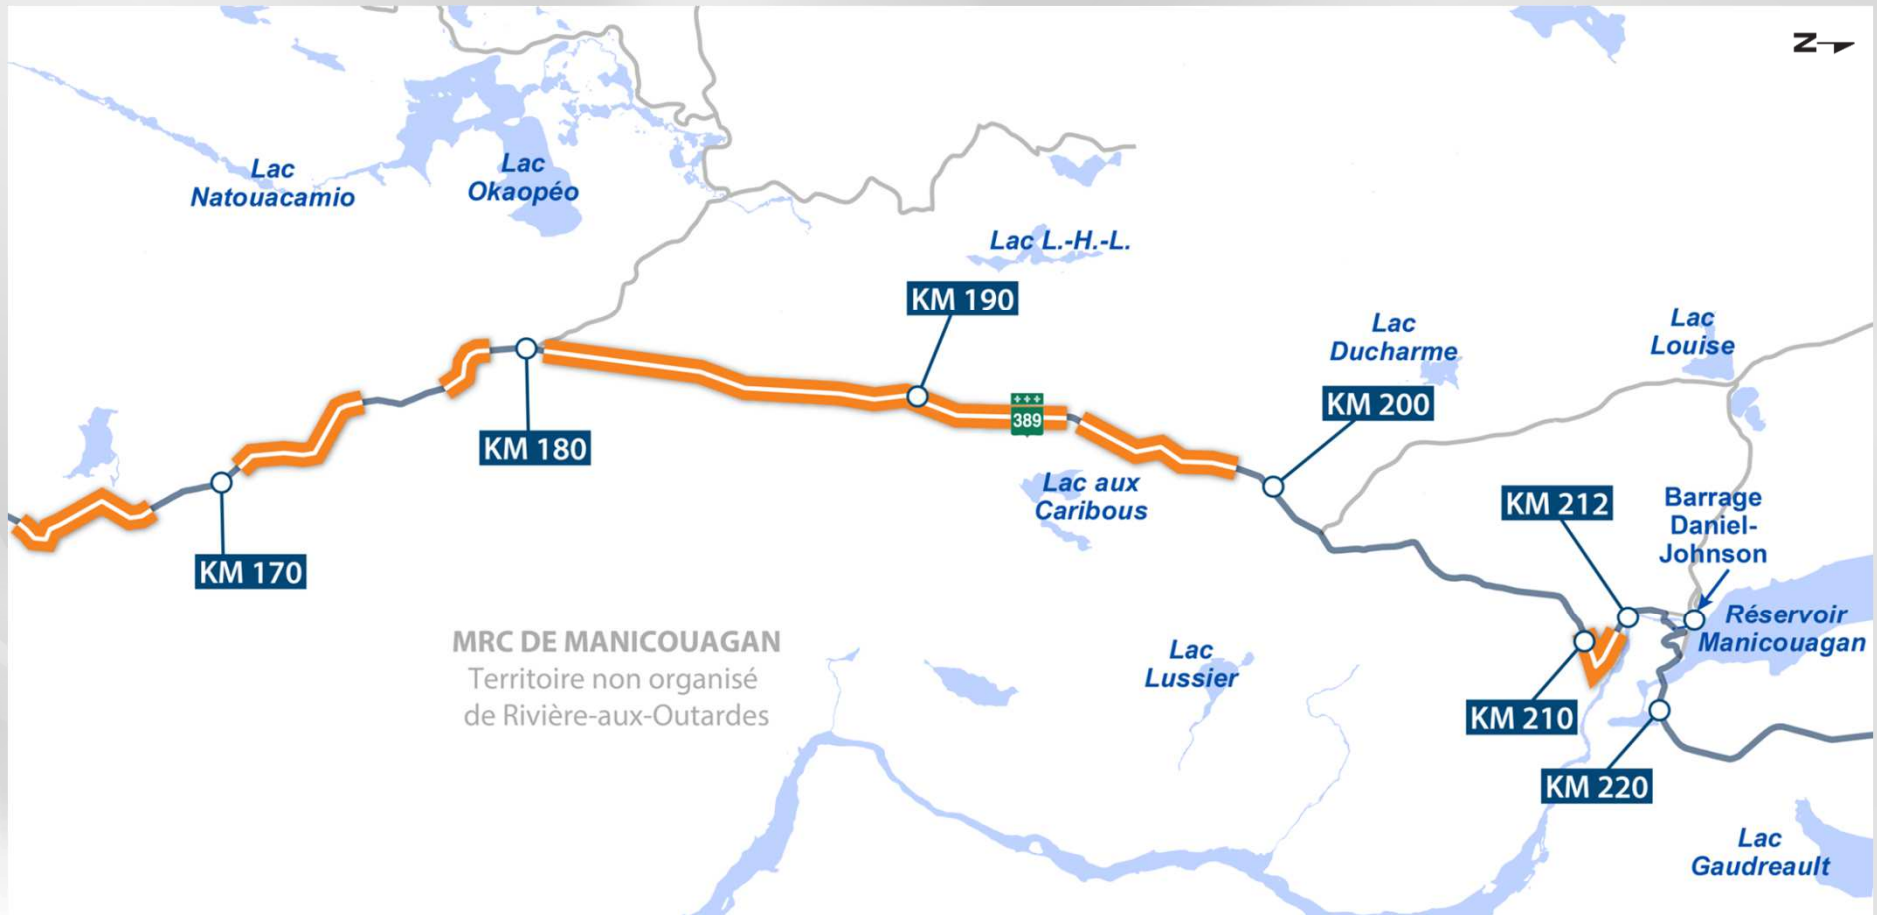 N
Lac
Natouacamio
Lac
Okaopéo
Lac L.-H.-L.
KM 190
Lac
Ducharme
Lac
Louise
KM 200
389
KM 180
Lac aux
Caribous
KM 212
Barrage
Daniel-
Johnson
KM 170
Réservoir
Manicouagan
MRC DE MANICOUAGAN
Territoire non organisé
de Rivière-aux-Outardes
Lac
Lussier
KM 210
KM 220
Lac
Gaudreault